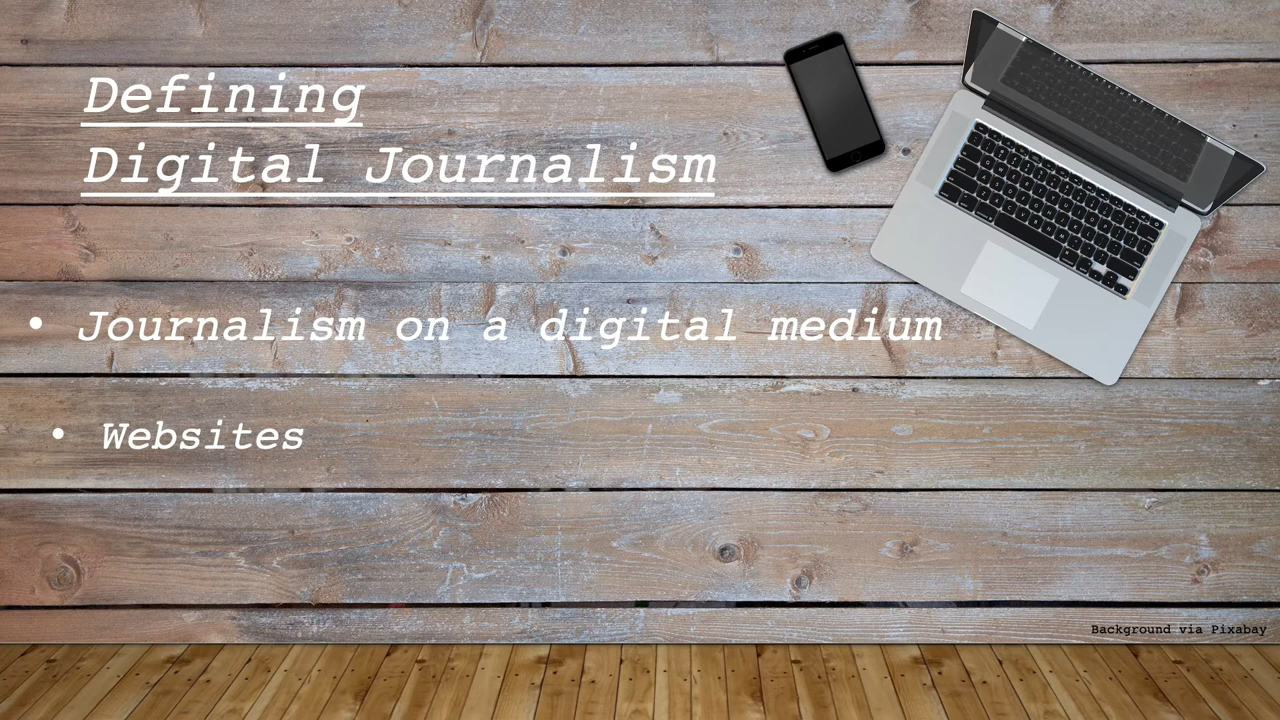 Defining
Digital Journalism
• Journalism on a digital medium
• Websites
Background via Pixabay